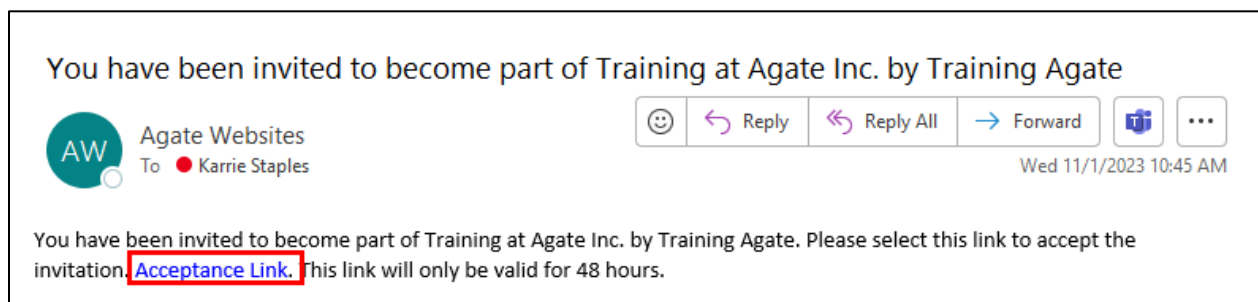 You have been invited to become part of Training at Agate Inc. by Training Agate
AW
Agate Websites
To Karrie Staples
Reply
Reply All
Forward
Wed 11/1/2023 10:45 AM
You have been invited to become part of Training at Agate Inc. by Training Agate. Please select this link to accept the
invitation. Acceptance Link. This link will only be valid for 48 hours.